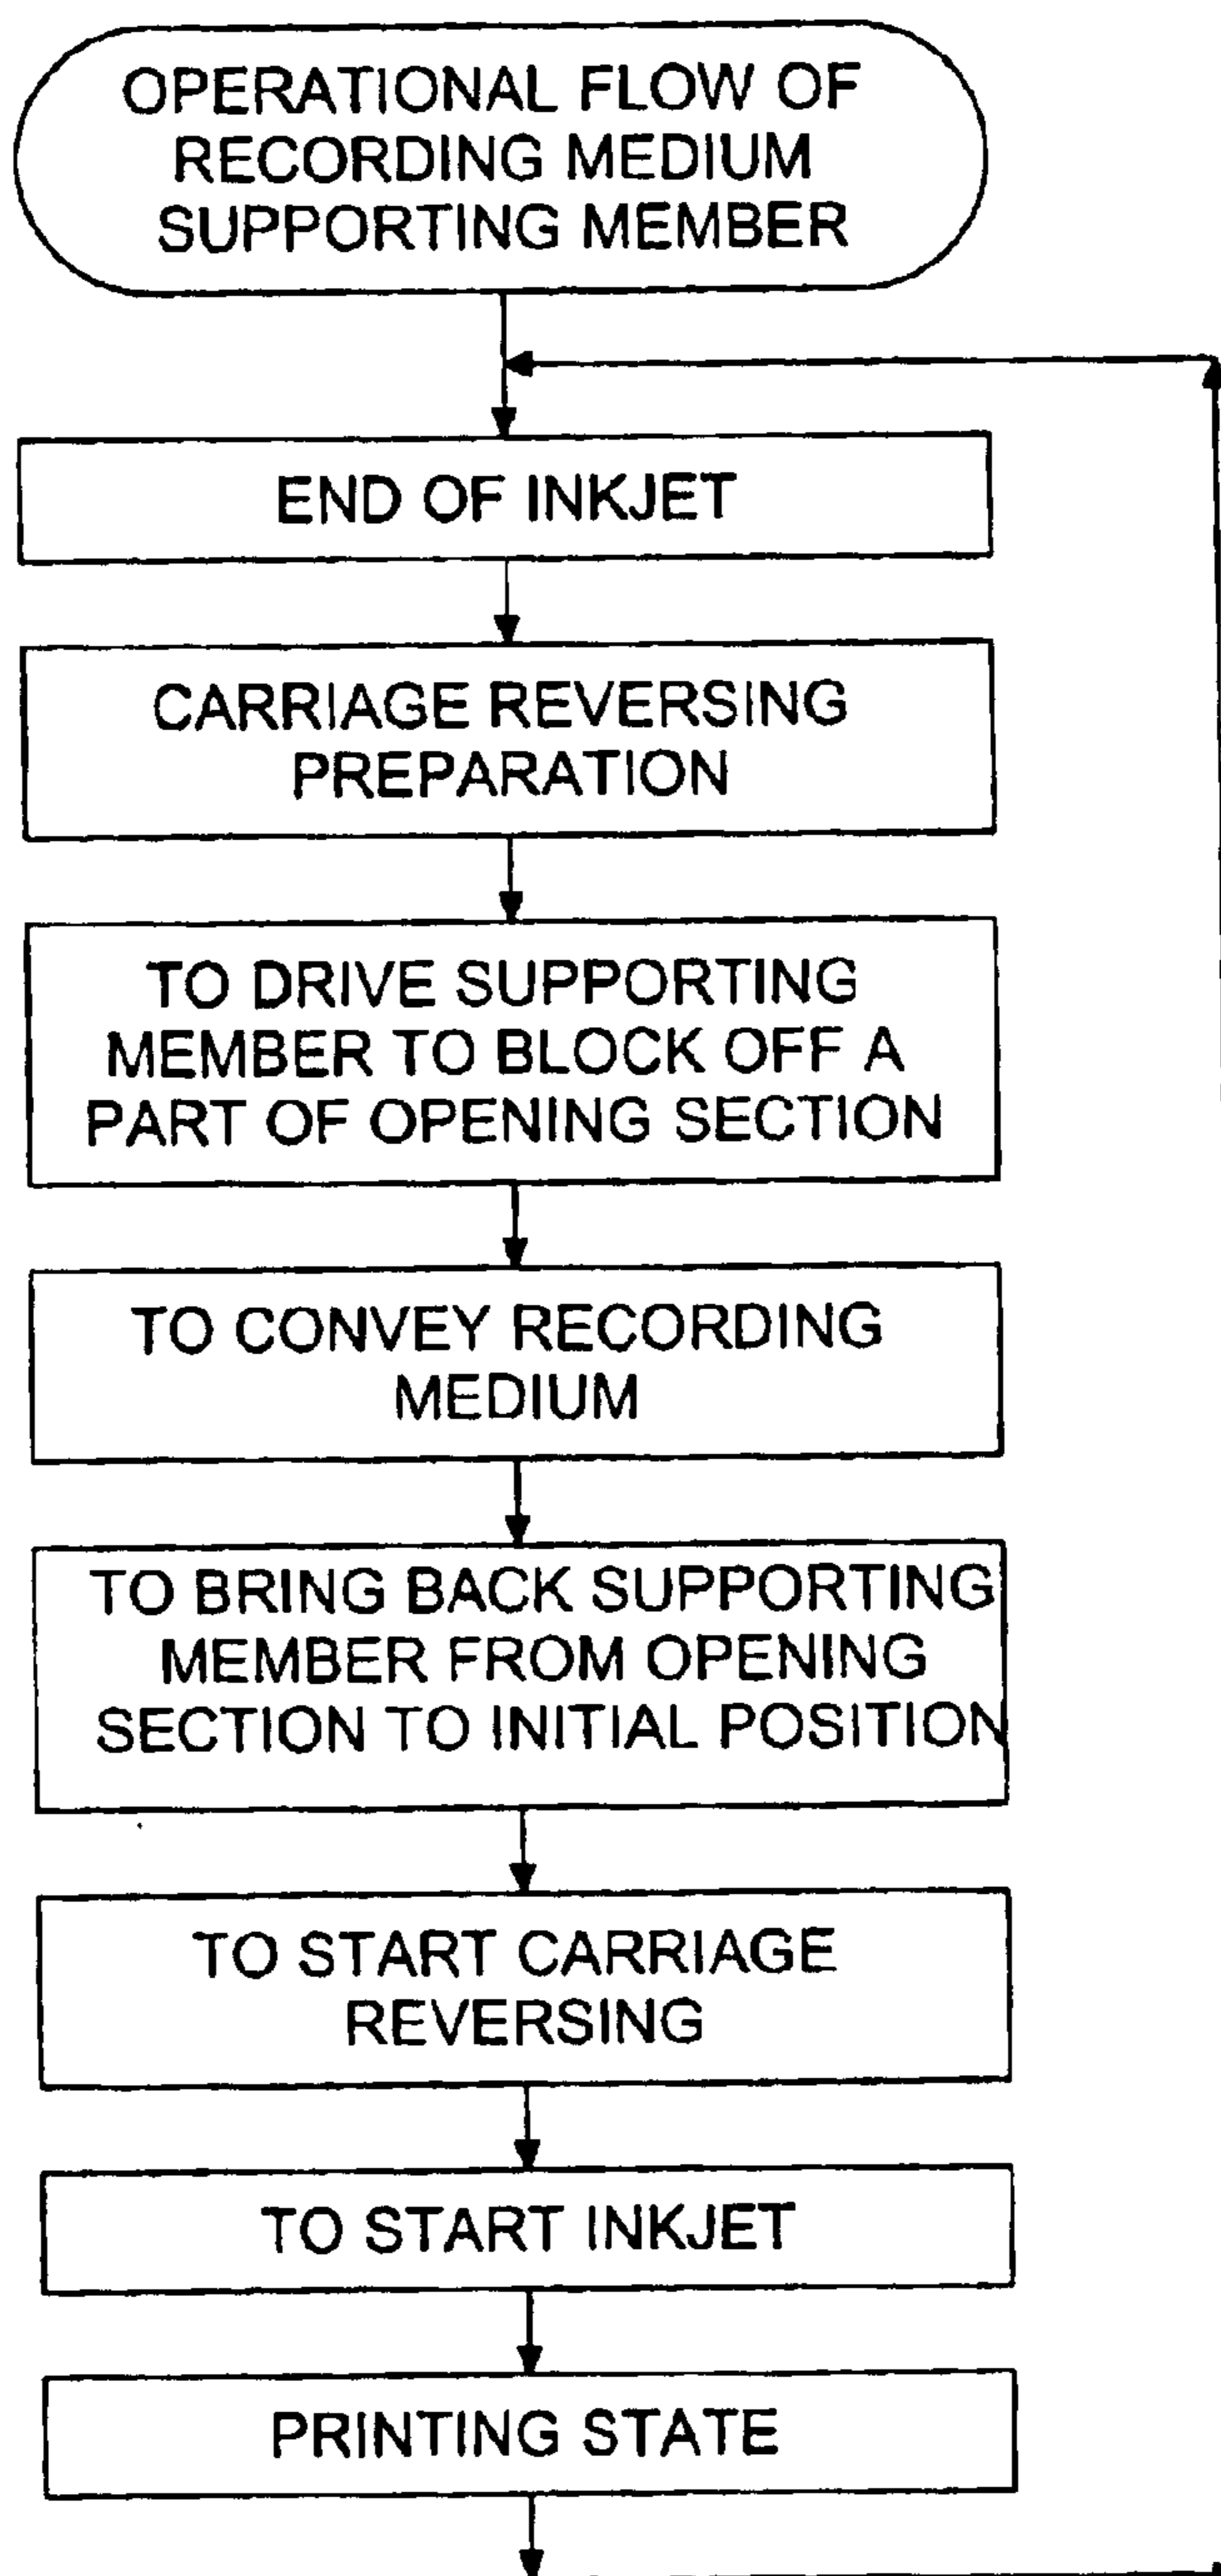 OPERATIONAL FLOW OF
RECORDING MEDIUM
SUPPORTING MEMBER
END OF INKJET
CARRIAGE REVERSING
PREPARATION
TO DRIVE SUPPORTING
MEMBER TO BLOCK OFF A
PART OF OPENING SECTION
TO CONVEY RECORDING
MEDIUM
TO BRING BACK SUPPORTING
MEMBER FROM OPENING
SECTION TO INITIAL POSITION
TO START CARRIAGE
REVERSING
TO START INKJET
PRINTING STATE